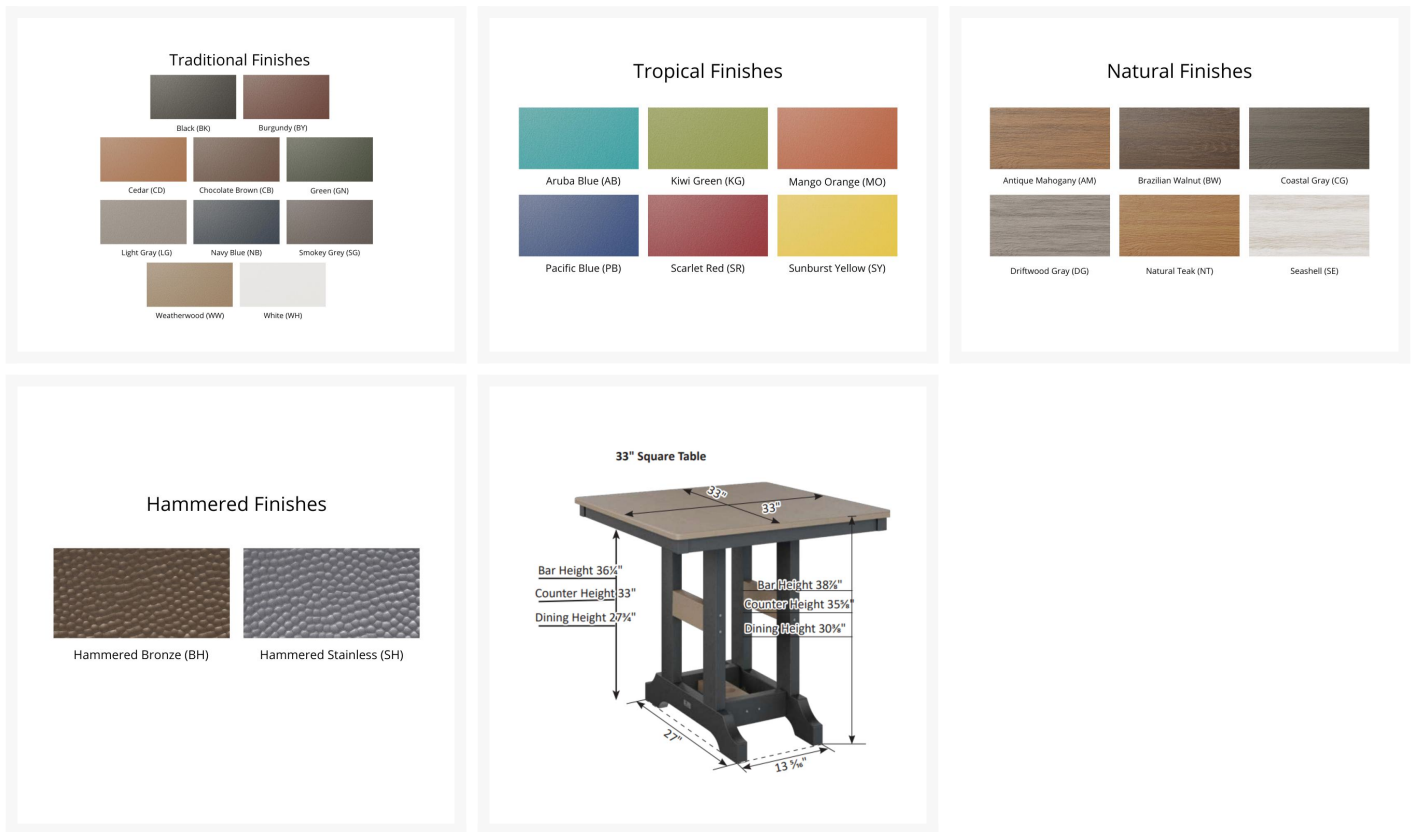 Traditional Finishes
Black (BK)
Burgundy (BY)
Cedar (CD)
Chocolate Brown (CB)
Green (GN)
Light Gray (LG)
Navy Blue (NB)
Smokey Grey (SG)
Weatherwood (WW)
White (WH)
Tropical Finishes
Aruba Blue (AB)
Kiwi Green (KG)
Mango Orange (MO)
Pacific Blue (PB)
Scarlet Red (SR)
Sunburst Yellow (SY)
Natural Finishes
Antique Mahogany (AM)
Brazilian Walnut (BW)
Coastal Gray (CG)
Driftwood Gray (DG)
Natural Teak (NT)
Seashell (SE)
Hammered Finishes
Hammered Bronze (BH)
Hammered Stainless (SH)
33" Square Table
33"
33"
Bar Height 36¼"
Counter Height 33"
Dining Height 27¾"
Bar Height 38⅞"
Counter Height 35⅝"
Dining Height 30⅜"
27"
13 ⁵⁄₁₆"